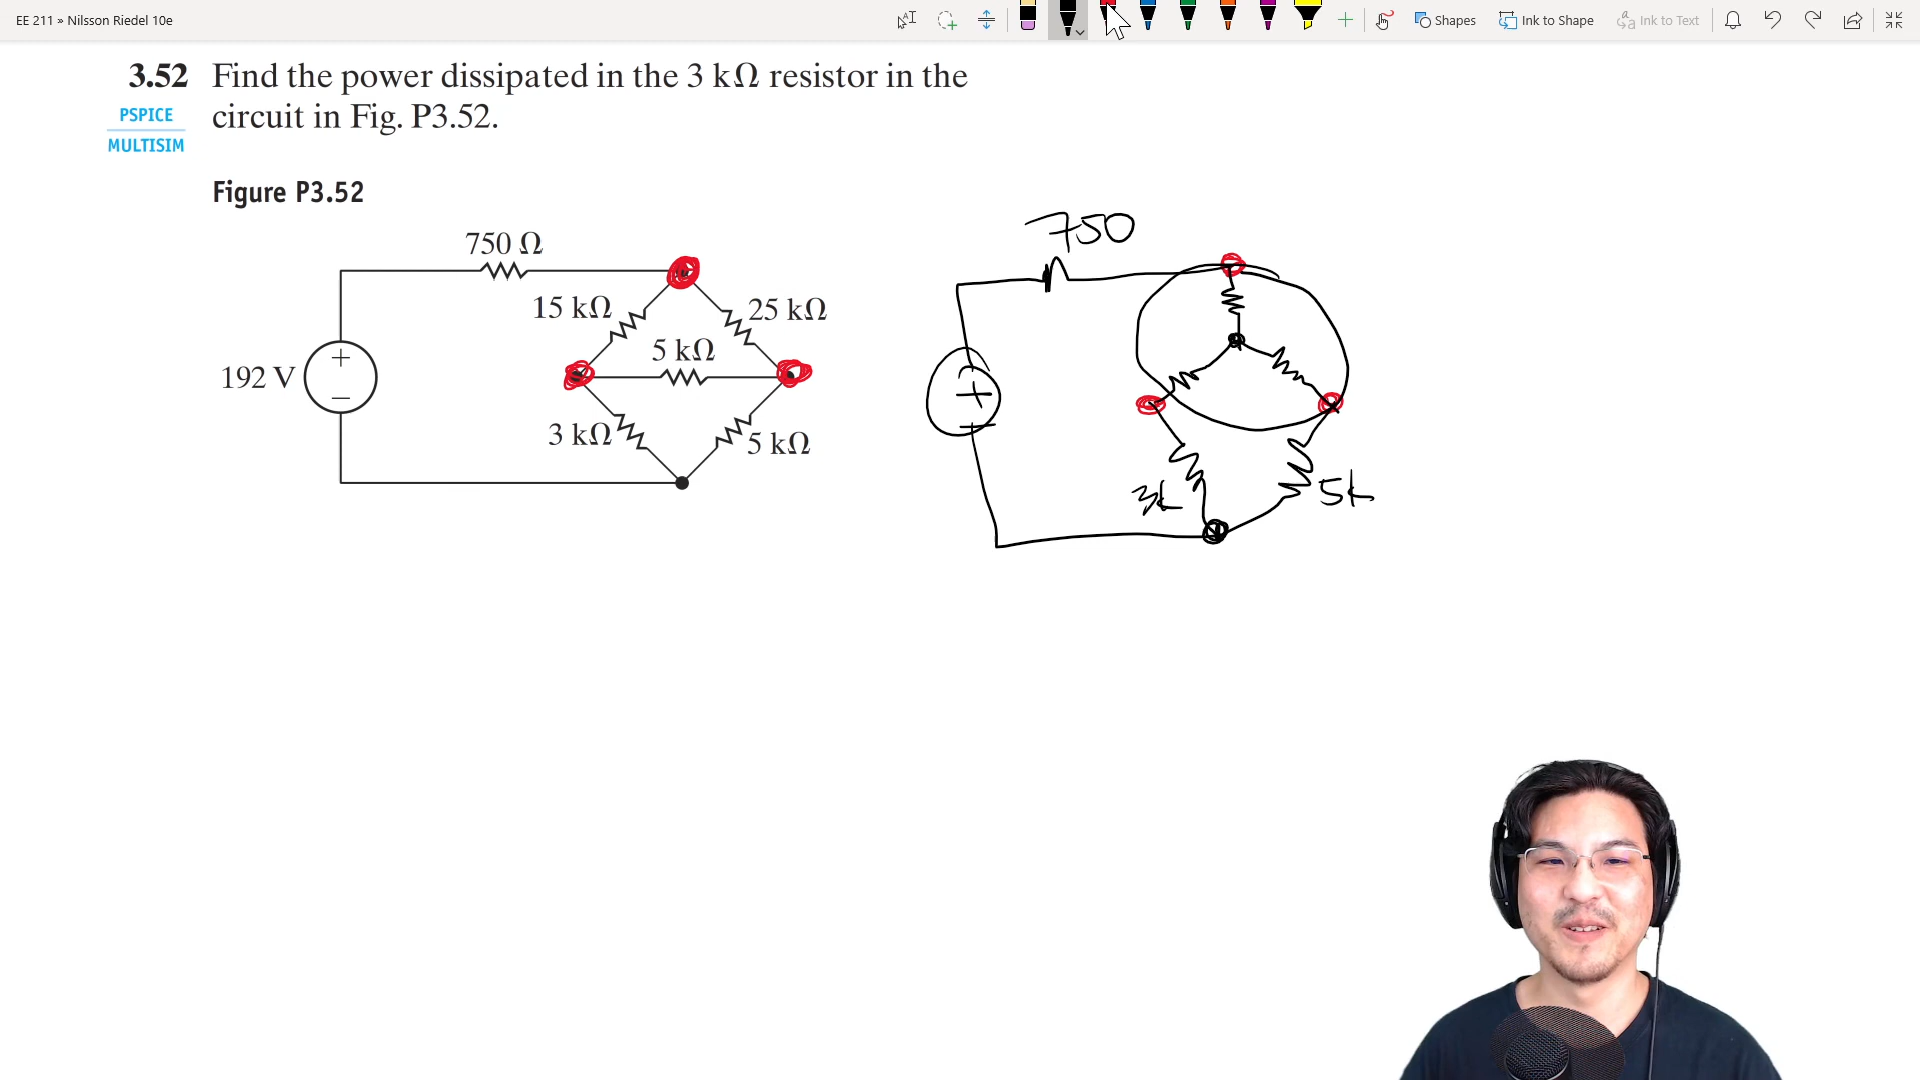 EE 211 » Nilsson Riedel 10e
Shapes
Ink to Shape
Ink to Text
3.52 Find the power dissipated in the 3 kΩ resistor in the
PSPICE
circuit in Fig. P3.52.
MULTISIM
Figure P3.52
750 Ω
15 kΩ
25 kΩ
5 kΩ
192 V
+
−
3 kΩ
5 kΩ
750
+
−
3k
5k